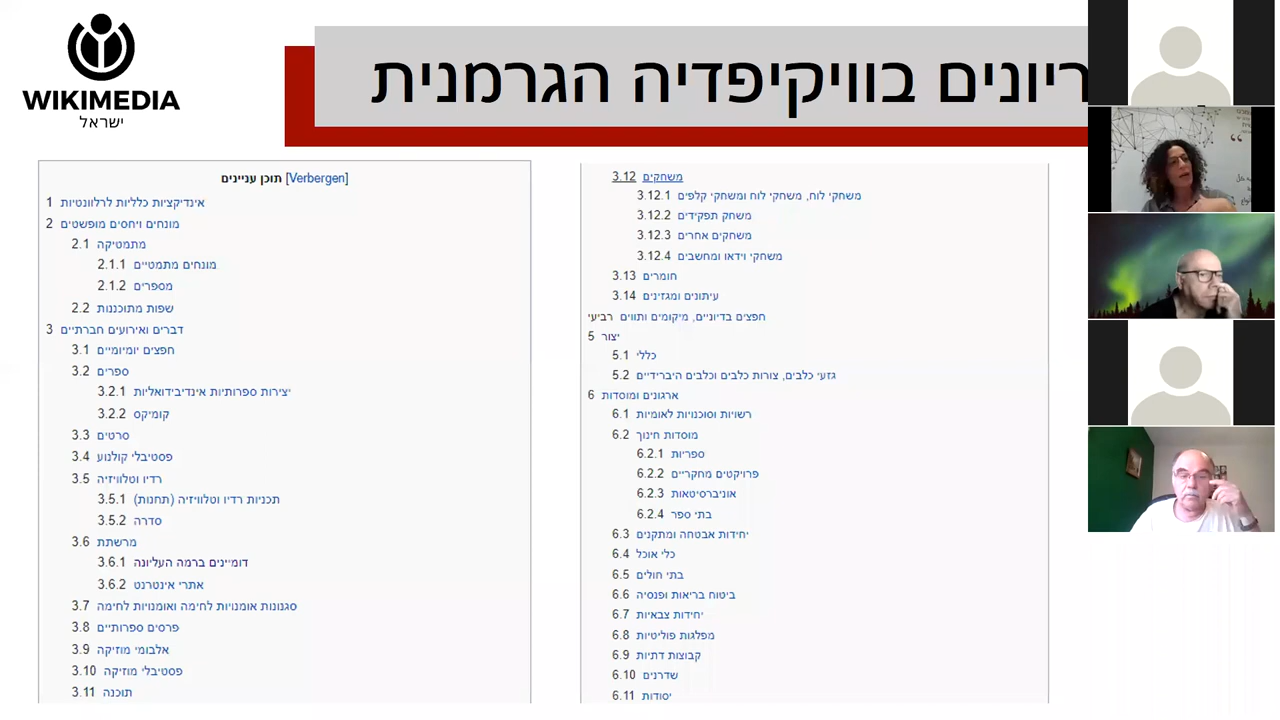 WIKIMEDIA
ישראל
ריונים בוויקיפדיה הגרמנית
תוכן עניינים [Verbergen]
1 אינדיקציות כלליות לרלוונטיות
2 מונחים ויחסים מופשטים
2.1 מתמטיקה
2.1.1 מונחים מתמטיים
2.1.2 מספרים
2.2 שפות מתוכננות
3 דברים ואירועים חברתיים
3.1 חפצים יומיומיים
3.2 ספרים
3.2.1 יצירות ספרותיות אינדיבידואליות
3.2.2 קומיקס
3.3 סרטים
3.4 פסטיבלי קולנוע
3.5 רדיו וטלוויזיה
3.5.1 תכניות רדיו וטלוויזיה (תחנות)
3.5.2 סדרה
3.6 מרשתת
3.6.1 דומיינים ברמה העליונה
3.6.2 אתרי אינטרנט
3.7 סגנונות אומנויות לחימה ואומנויות לחימה
3.8 פרסים ספרותיים
3.9 אלבומי מוזיקה
3.10 פסטיבלי מוזיקה
3.11 תוכנה
3.12 משחקים
3.12.1 משחקי לוח, משחקי לוח ומשחקי קלפים
3.12.2 משחק תפקידים
3.12.3 משחקים אחרים
3.12.4 משחקי וידאו ומחשבים
3.13 חומרים
3.14 עיתונים ומגזינים
רביעי חפצים בדיוניים, מיקומים ותווים
5 יצור
5.1 כללי
5.2 גזעי כלבים, צורות כלבים וכלבים היברידיים
6 ארגונים ומוסדות
6.1 רשויות וסוכנויות לאומיות
6.2 מוסדות חינוך
6.2.1 ספריות
6.2.2 פרויקטים מחקריים
6.2.3 אוניברסיטאות
6.2.4 בתי ספר
6.3 יחידות אבטחה ומתקנים
6.4 כלי אוכל
6.5 בתי חולים
6.6 ביטוח בריאות ופנסיה
6.7 יחידות צבאיות
6.8 מפלגות פוליטיות
6.9 קבוצות דתיות
6.10 שדרנים
6.11 יסודות